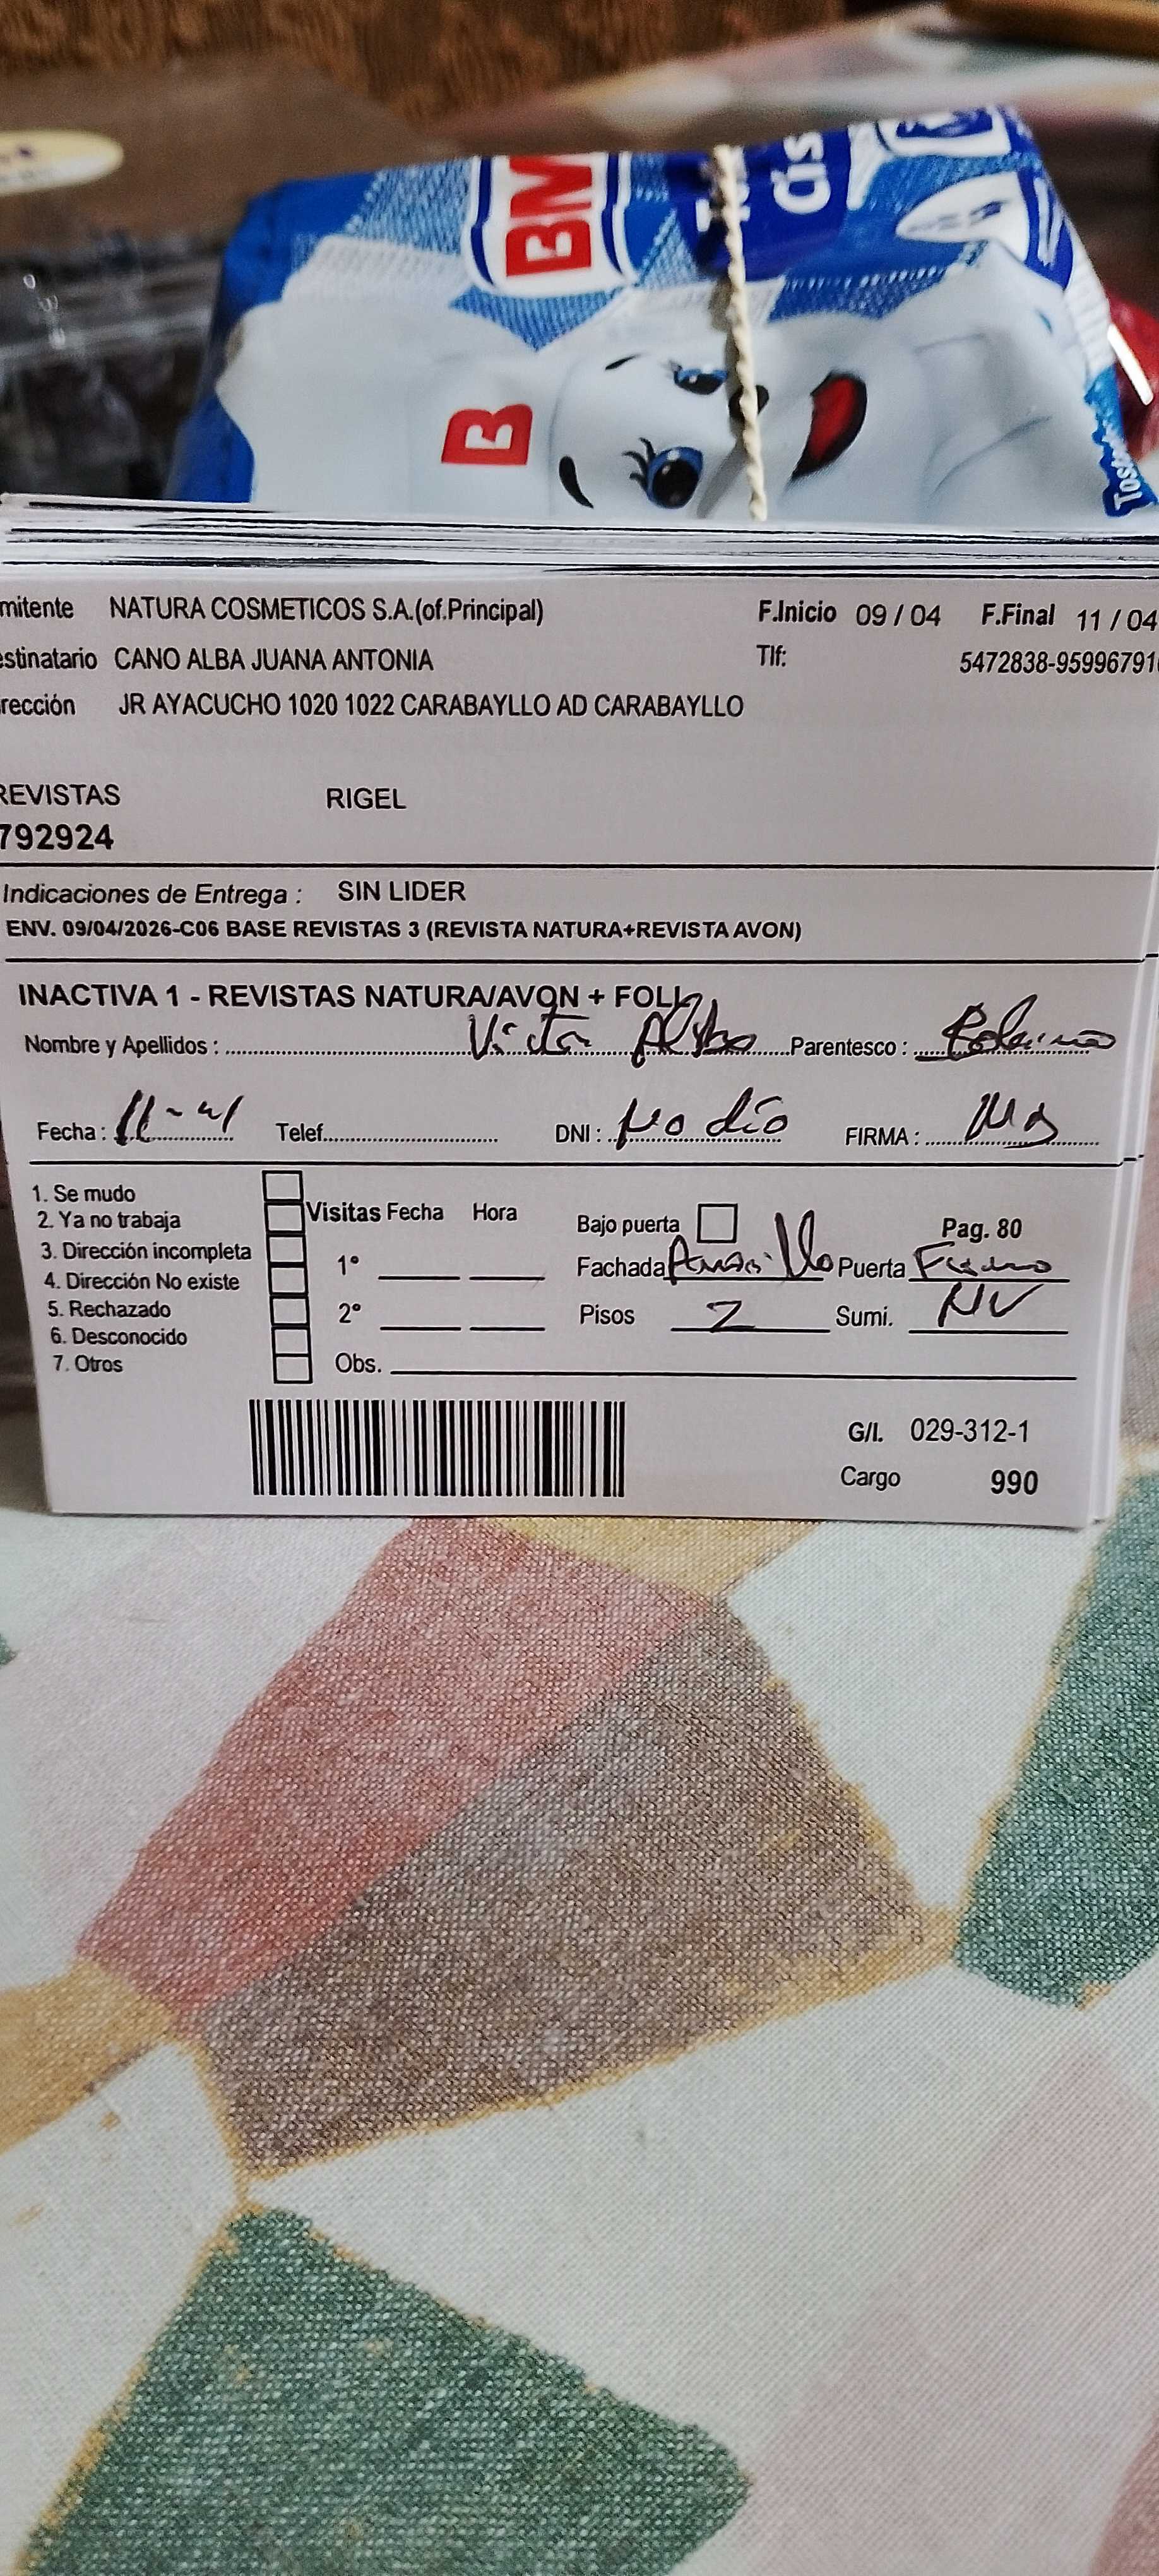 BM
B
mitente NATURA COSMETICOS S.A.(of.Principal) F.Inicio 09 / 04 F.Final 11 / 04
estinatario CANO ALBA JUANA ANTONIA Tlf: 5472838-95996791
rección JR AYACUCHO 1020 1022 CARABAYLLO AD CARABAYLLO
REVISTAS RIGEL
792924
Indicaciones de Entrega : SIN LIDER
ENV. 09/04/2026-C06 BASE REVISTAS 3 (REVISTA NATURA+REVISTA AVON)
INACTIVA 1 - REVISTAS NATURA/AVON + FOLL
Nombre y Apellidos : Victor Alba Parentesco :
Fecha : Telef. DNI : No dio FIRMA :
1. Se mudo
2. Ya no trabaja
3. Dirección incompleta
4. Dirección No existe
5. Rechazado
6. Desconocido
7. Otros
Visitas Fecha Hora
1°
2°
Obs.
Bajo puerta Pag. 80
Fachada Amarillo Puerta Fierro
Pisos 2 Sumi. NV
G/I. 029-312-1
Cargo 990